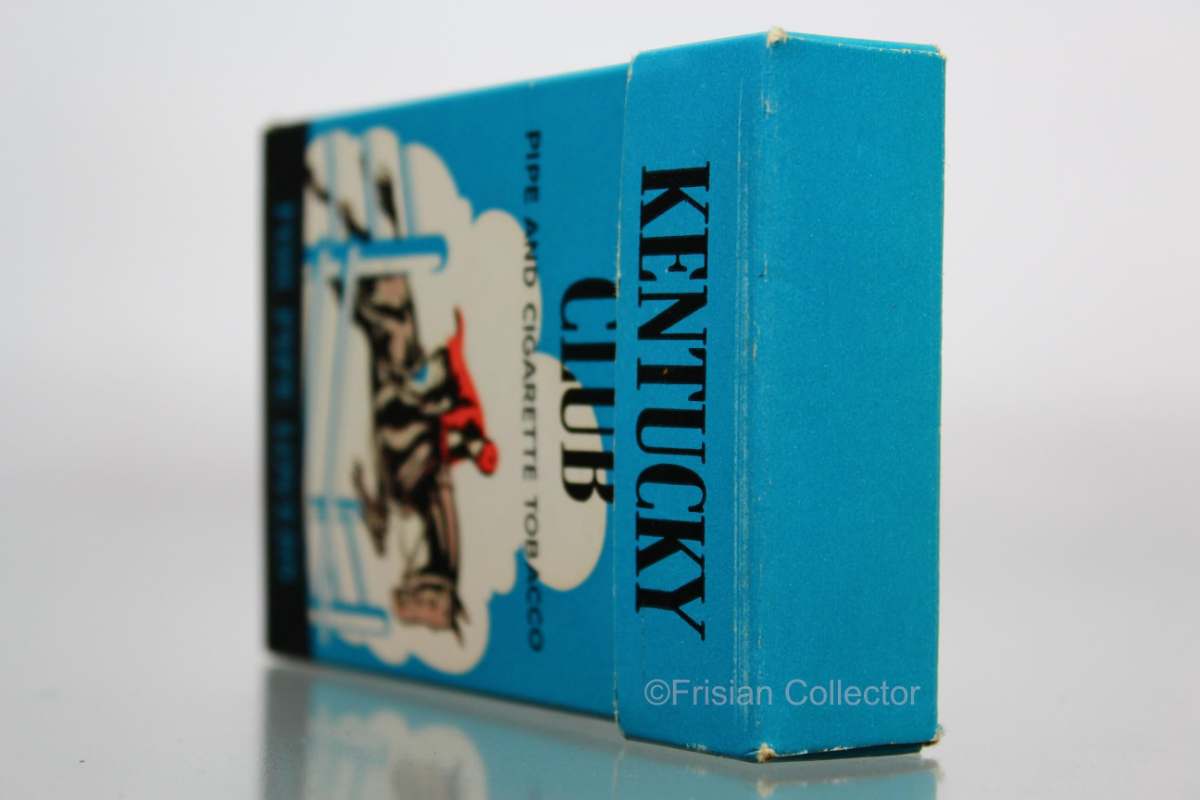 KENTUCKY
CLUB
PIPE AND CIGARETTE TOBACCO
©Frisian Collector